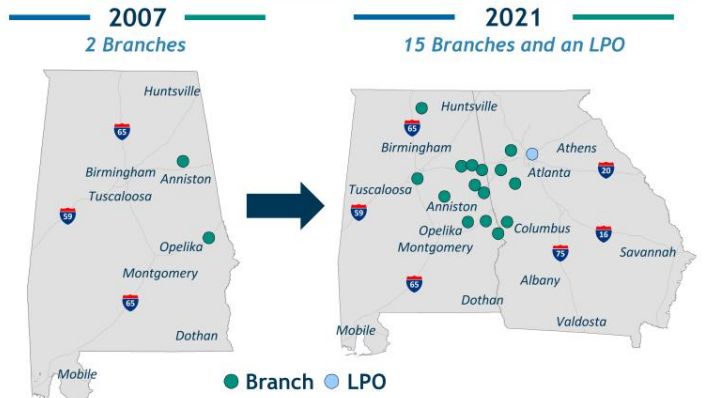 2007
2 Branches
Huntsville
65
Birmingham
Anniston
Tuscaloosa
59
Opelika
Montgomery
65
Dothan
Mobile
2021
15 Branches and an LPO
Huntsville
65
Birmingham
Athens
Atlanta
20
Tuscaloosa
Anniston
59
Opelika
Columbus
16
Montgomery
Savannah
75
Albany
65
Dothan
Valdosta
Mobile
Branch LPO